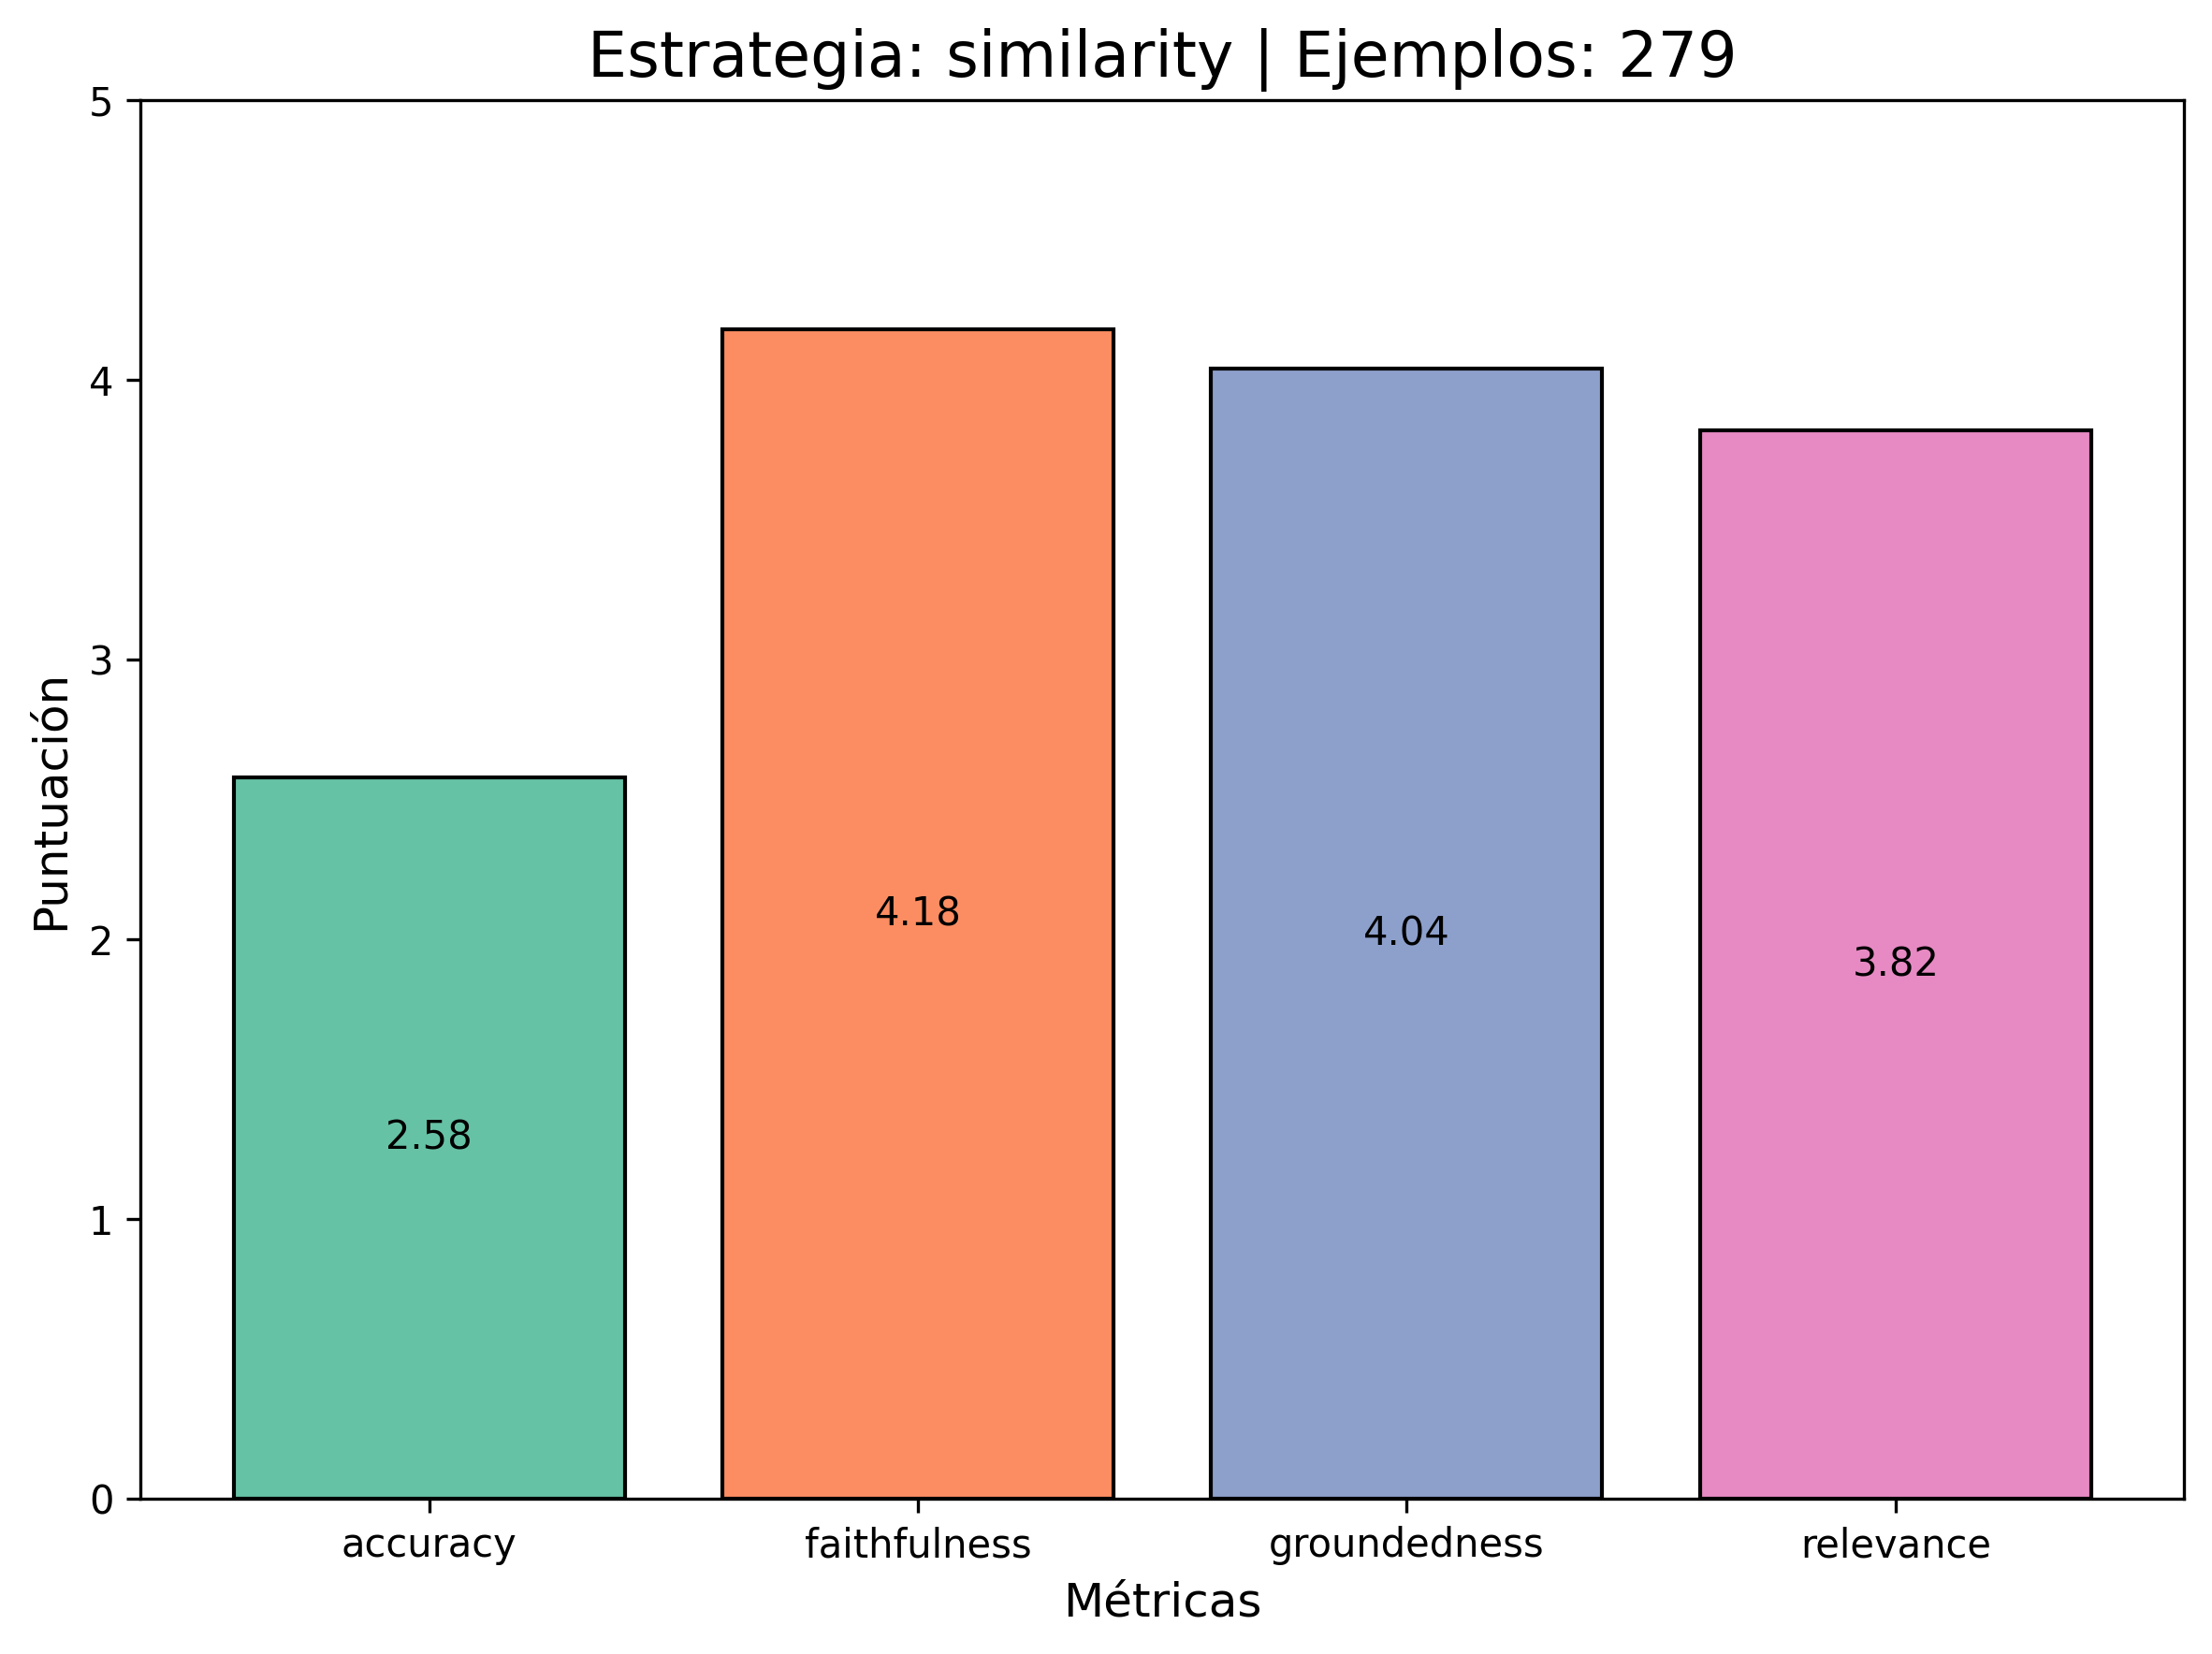 Estrategia: similarity | Ejemplos: 279
Puntuación
5
4
3
2
1
0
2.58
4.18
4.04
3.82
accuracy
faithfulness
groundedness
relevance
Métricas